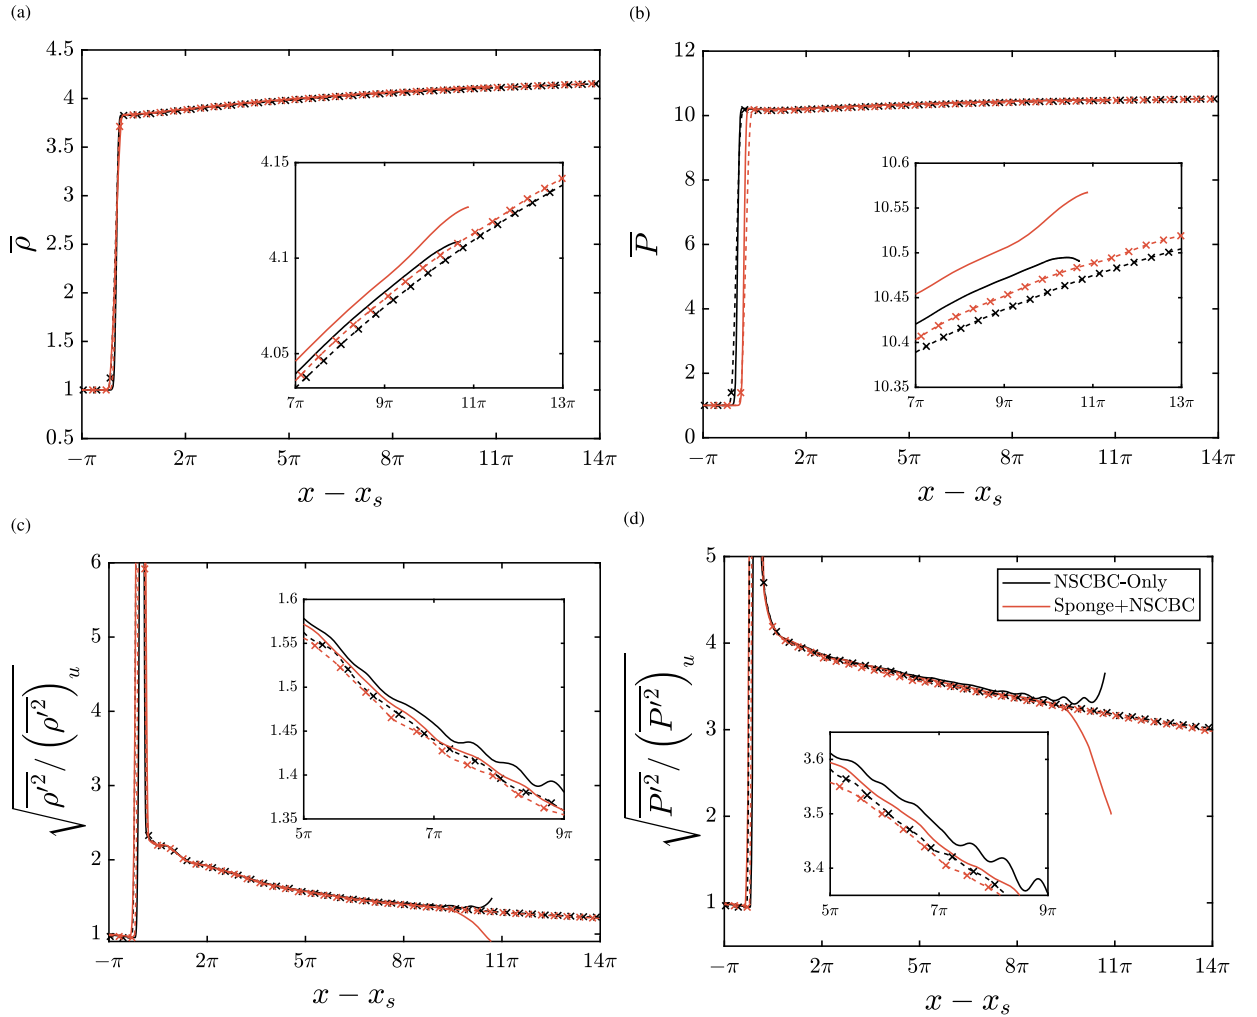 (a)
4.5
4
3.5
3
2.5
2
1.5
1
0.5
ρ̅
−π 2π 5π 8π 11π 14π
x − x_s
4.15
4.1
4.05
7π 9π 11π 13π
(b)
12
10
8
6
4
2
0
P̅
−π 2π 5π 8π 11π 14π
x − x_s
10.6
10.55
10.5
10.45
10.4
10.35
7π 9π 11π 13π
(c)
6
5
4
3
2
1
√(ρ′²̅ / (ρ′²̅)_u)
−π 2π 5π 8π 11π 14π
x − x_s
1.6
1.55
1.5
1.45
1.4
1.35
5π 7π 9π
(d)
5
4
3
2
1
√(P′²̅ / (P′²̅)_u)
−π 2π 5π 8π 11π 14π
x − x_s
NSCBC-Only
Sponge+NSCBC
3.6
3.5
3.4
5π 7π 9π